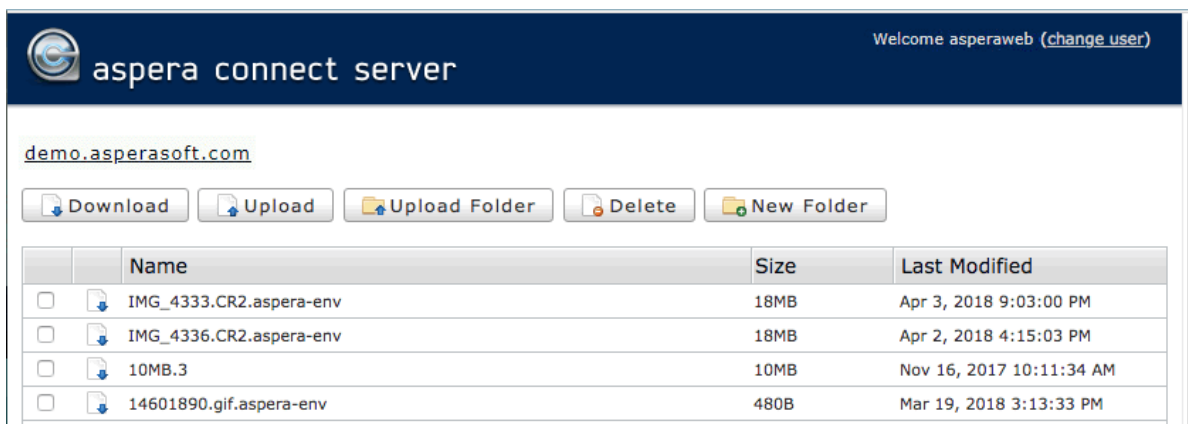 Welcome asperaweb (change user)
aspera connect server
demo.asperasoft.com
Download Upload Upload Folder Delete New Folder
Name Size Last Modified
IMG_4333.CR2.aspera-env 18MB Apr 3, 2018 9:03:00 PM
IMG_4336.CR2.aspera-env 18MB Apr 2, 2018 4:15:03 PM
10MB.3 10MB Nov 16, 2017 10:11:34 AM
14601890.gif.aspera-env 480B Mar 19, 2018 3:13:33 PM